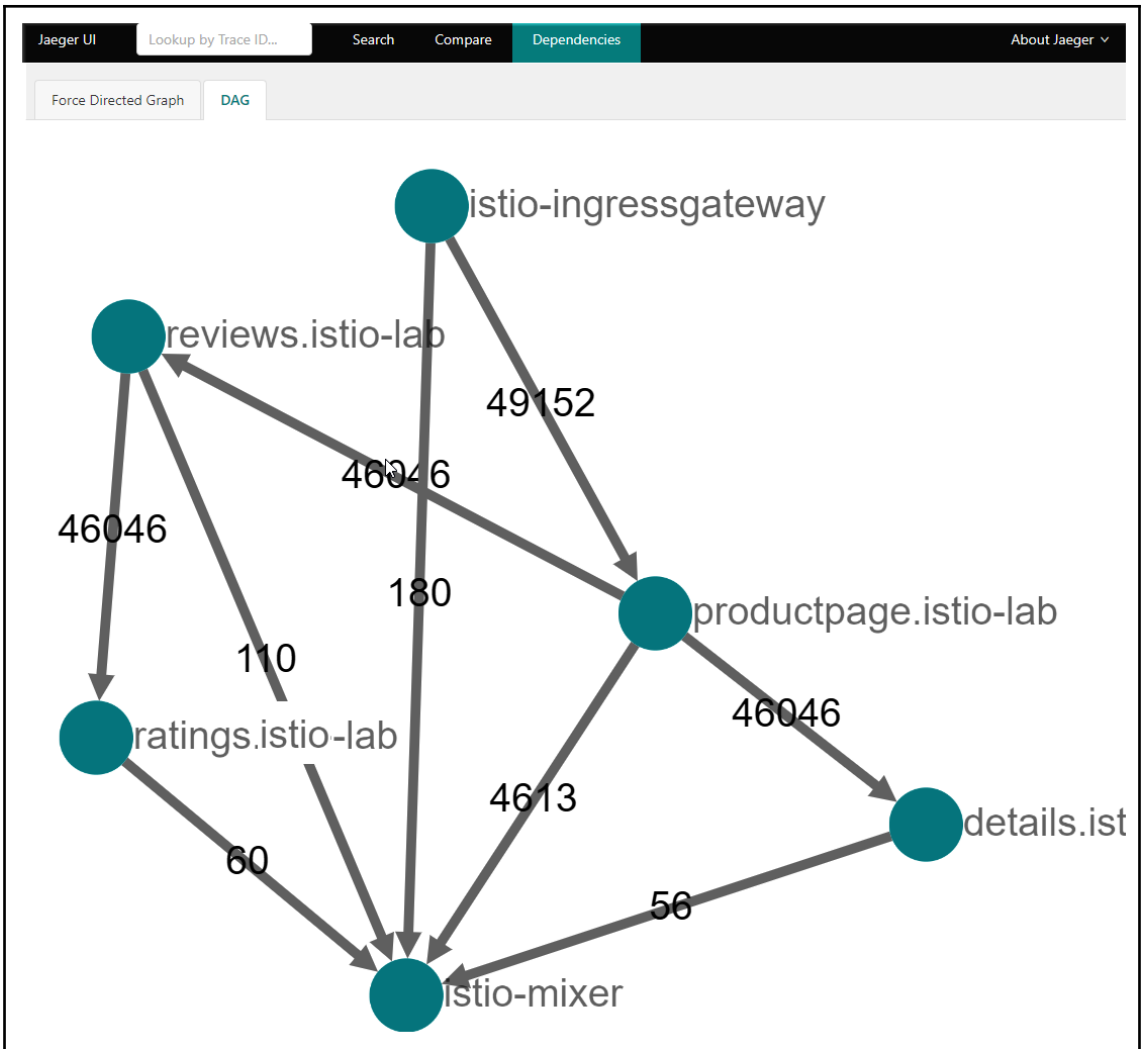 Jaeger UI Lookup by Trace ID... Search Compare Dependencies About Jaeger
Force Directed Graph DAG
istio-ingressgateway
reviews.istio-lab
49152
46046
46046
180
productpage.istio-lab
110
46046
ratings.istio-lab
4613
details.ist
60
56
istio-mixer